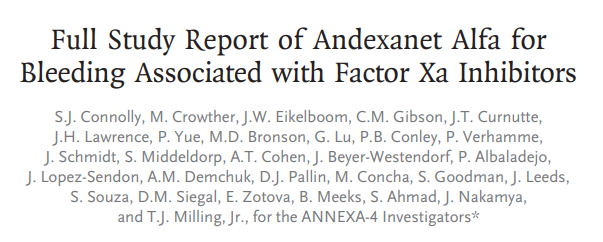 Full Study Report of Andexanet Alfa for
Bleeding Associated with Factor Xa Inhibitors
S.J. Connolly, M. Crowther, J.W. Eikelboom, C.M. Gibson, J.T. Curnutte,
J.H. Lawrence, P. Yue, M.D. Bronson, G. Lu, P.B. Conley, P. Verhamme,
J. Schmidt, S. Middeldorp, A.T. Cohen, J. Beyer-Westendorf, P. Albaladejo,
J. Lopez-Sendon, A.M. Demchuk, D.J. Pallin, M. Concha, S. Goodman, J. Leeds,
S. Souza, D.M. Siegal, E. Zotova, B. Meeks, S. Ahmad, J. Nakamya,
and T.J. Milling, Jr., for the ANNEXA-4 Investigators*